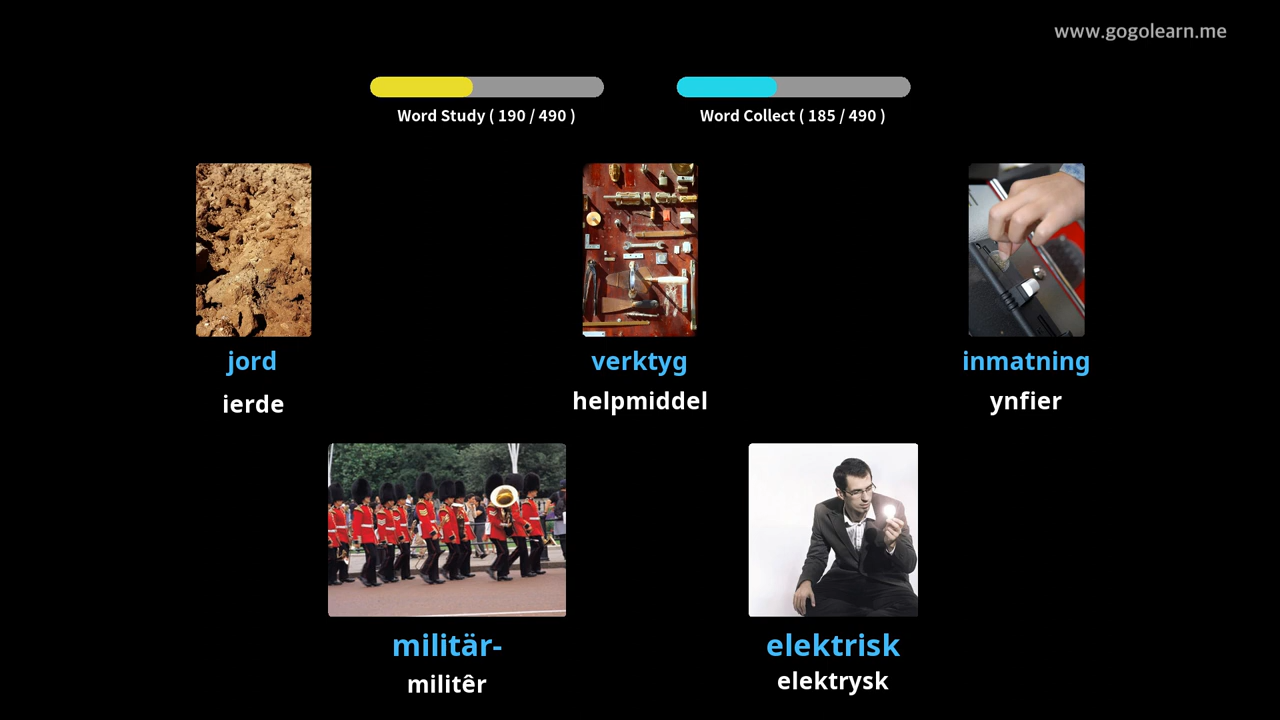 www.gogolearn.me
Word Study ( 190 / 490 )
Word Collect ( 185 / 490 )
jord
verktyg
inmatning
ierde
helpmiddel
ynfier
militär-
elektrisk
militêr
elektrysk